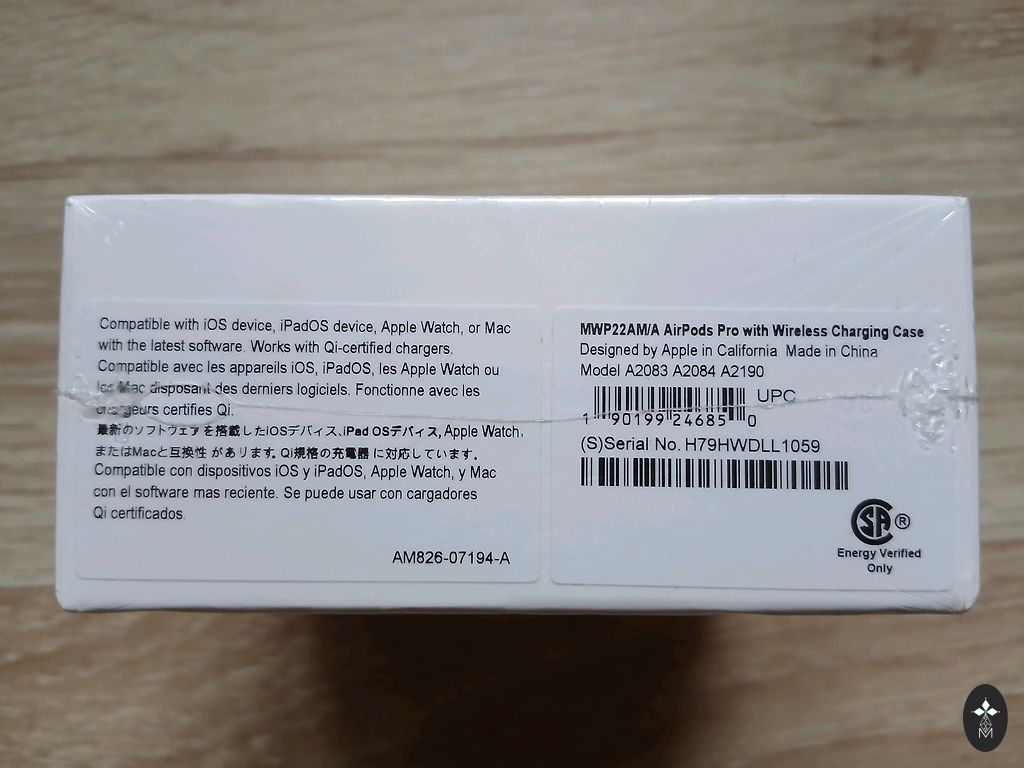 Compatible with iOS device, iPadOS device, Apple Watch, or Mac
with the latest software. Works with Qi-certified chargers.
Compatible avec les appareils iOS, iPadOS, les Apple Watch ou
les Mac disposant des derniers logiciels. Fonctionne avec les
chargeurs certifies Qi.
最新のソフトウェアを搭載したiOSデバイス,iPad OSデバイス,Apple Watch,
またはMacと互換性 があります. Qi規格の充電器 に対応しています.
Compatible con dispositivos iOS y iPadOS, Apple Watch, y Mac
con el software mas reciente. Se puede usar con cargadores
Qi certificados.
AM826-07194-A
MWP22AM/A AirPods Pro with Wireless Charging Case
Designed by Apple in California Made in China
Model A2083 A2084 A2190
UPC
1 90199 24685 0
(S)Serial No. H79HWDLL1059
SA ®
Energy Verified
Only
M